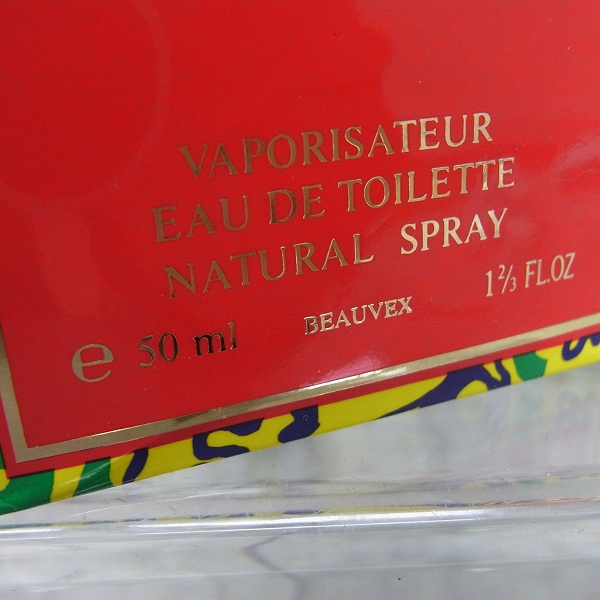 VAPORISATEUR
EAU DE TOILETTE
NATURAL SPRAY
℮ 50 ml BEAUVEX 1⅔ FL.OZ